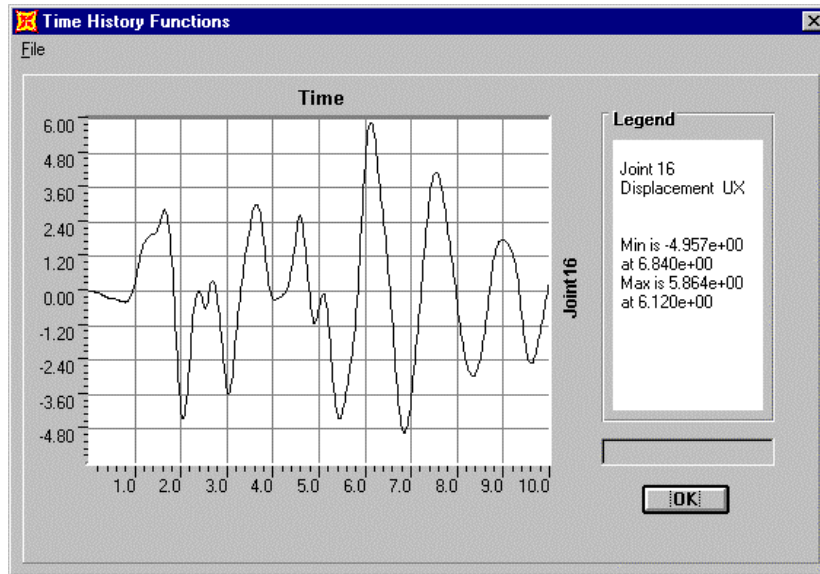 Time History Functions
File
Time
6.00
4.80
3.60
2.40
1.20
0.00
-1.20
-2.40
-3.60
-4.80
1.0 2.0 3.0 4.0 5.0 6.0 7.0 8.0 9.0 10.0
Joint16
Legend
Joint 16
Displacement UX
Min is -4.957e+00
at 6.840e+00
Max is 5.864e+00
at 6.120e+00
OK